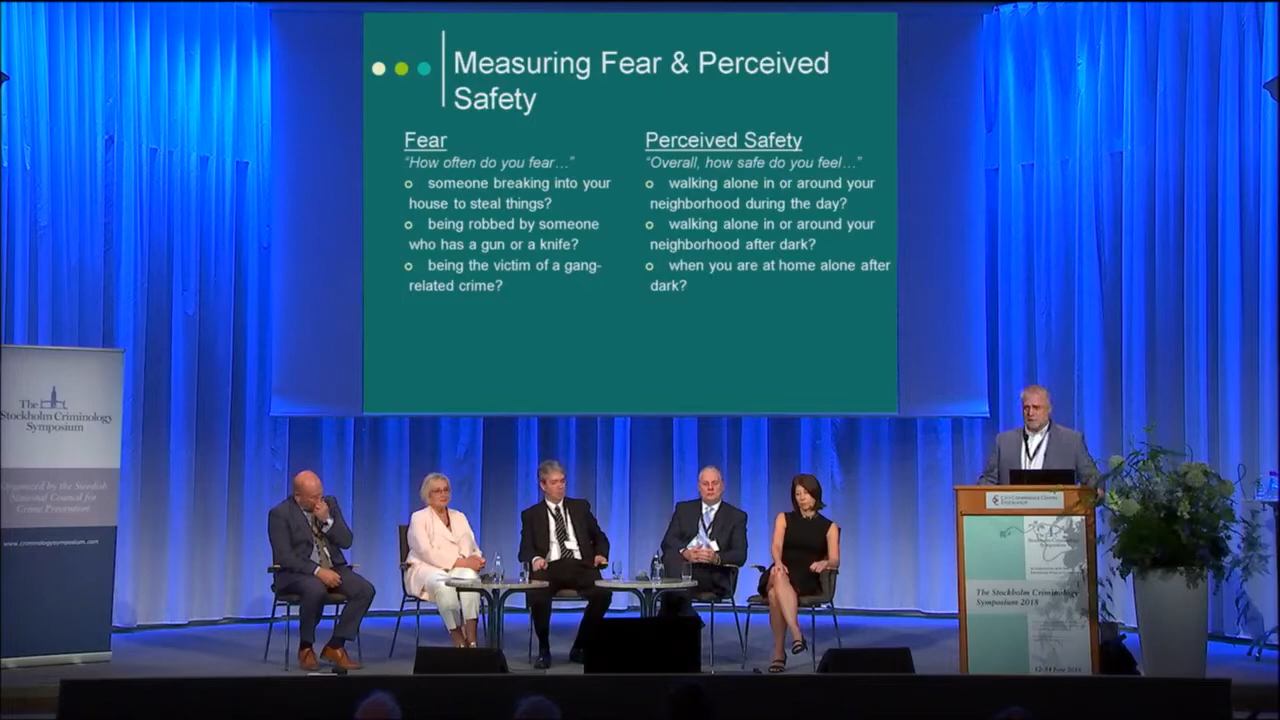 Measuring Fear & Perceived
Safety
Fear
"How often do you fear…"
someone breaking into your
house to steal things?
being robbed by someone
who has a gun or a knife?
being the victim of a gang-
related crime?
Perceived Safety
"Overall, how safe do you feel…"
walking alone in or around your
neighborhood during the day?
walking alone in or around your
neighborhood after dark?
when you are at home alone after
dark?
The
Stockholm Criminology
Symposium
Organized by the Swedish
National Council for
Crime Prevention
www.criminologysymposium.com
The Stockholm Criminology
Symposium 2018
12–14 June 2018